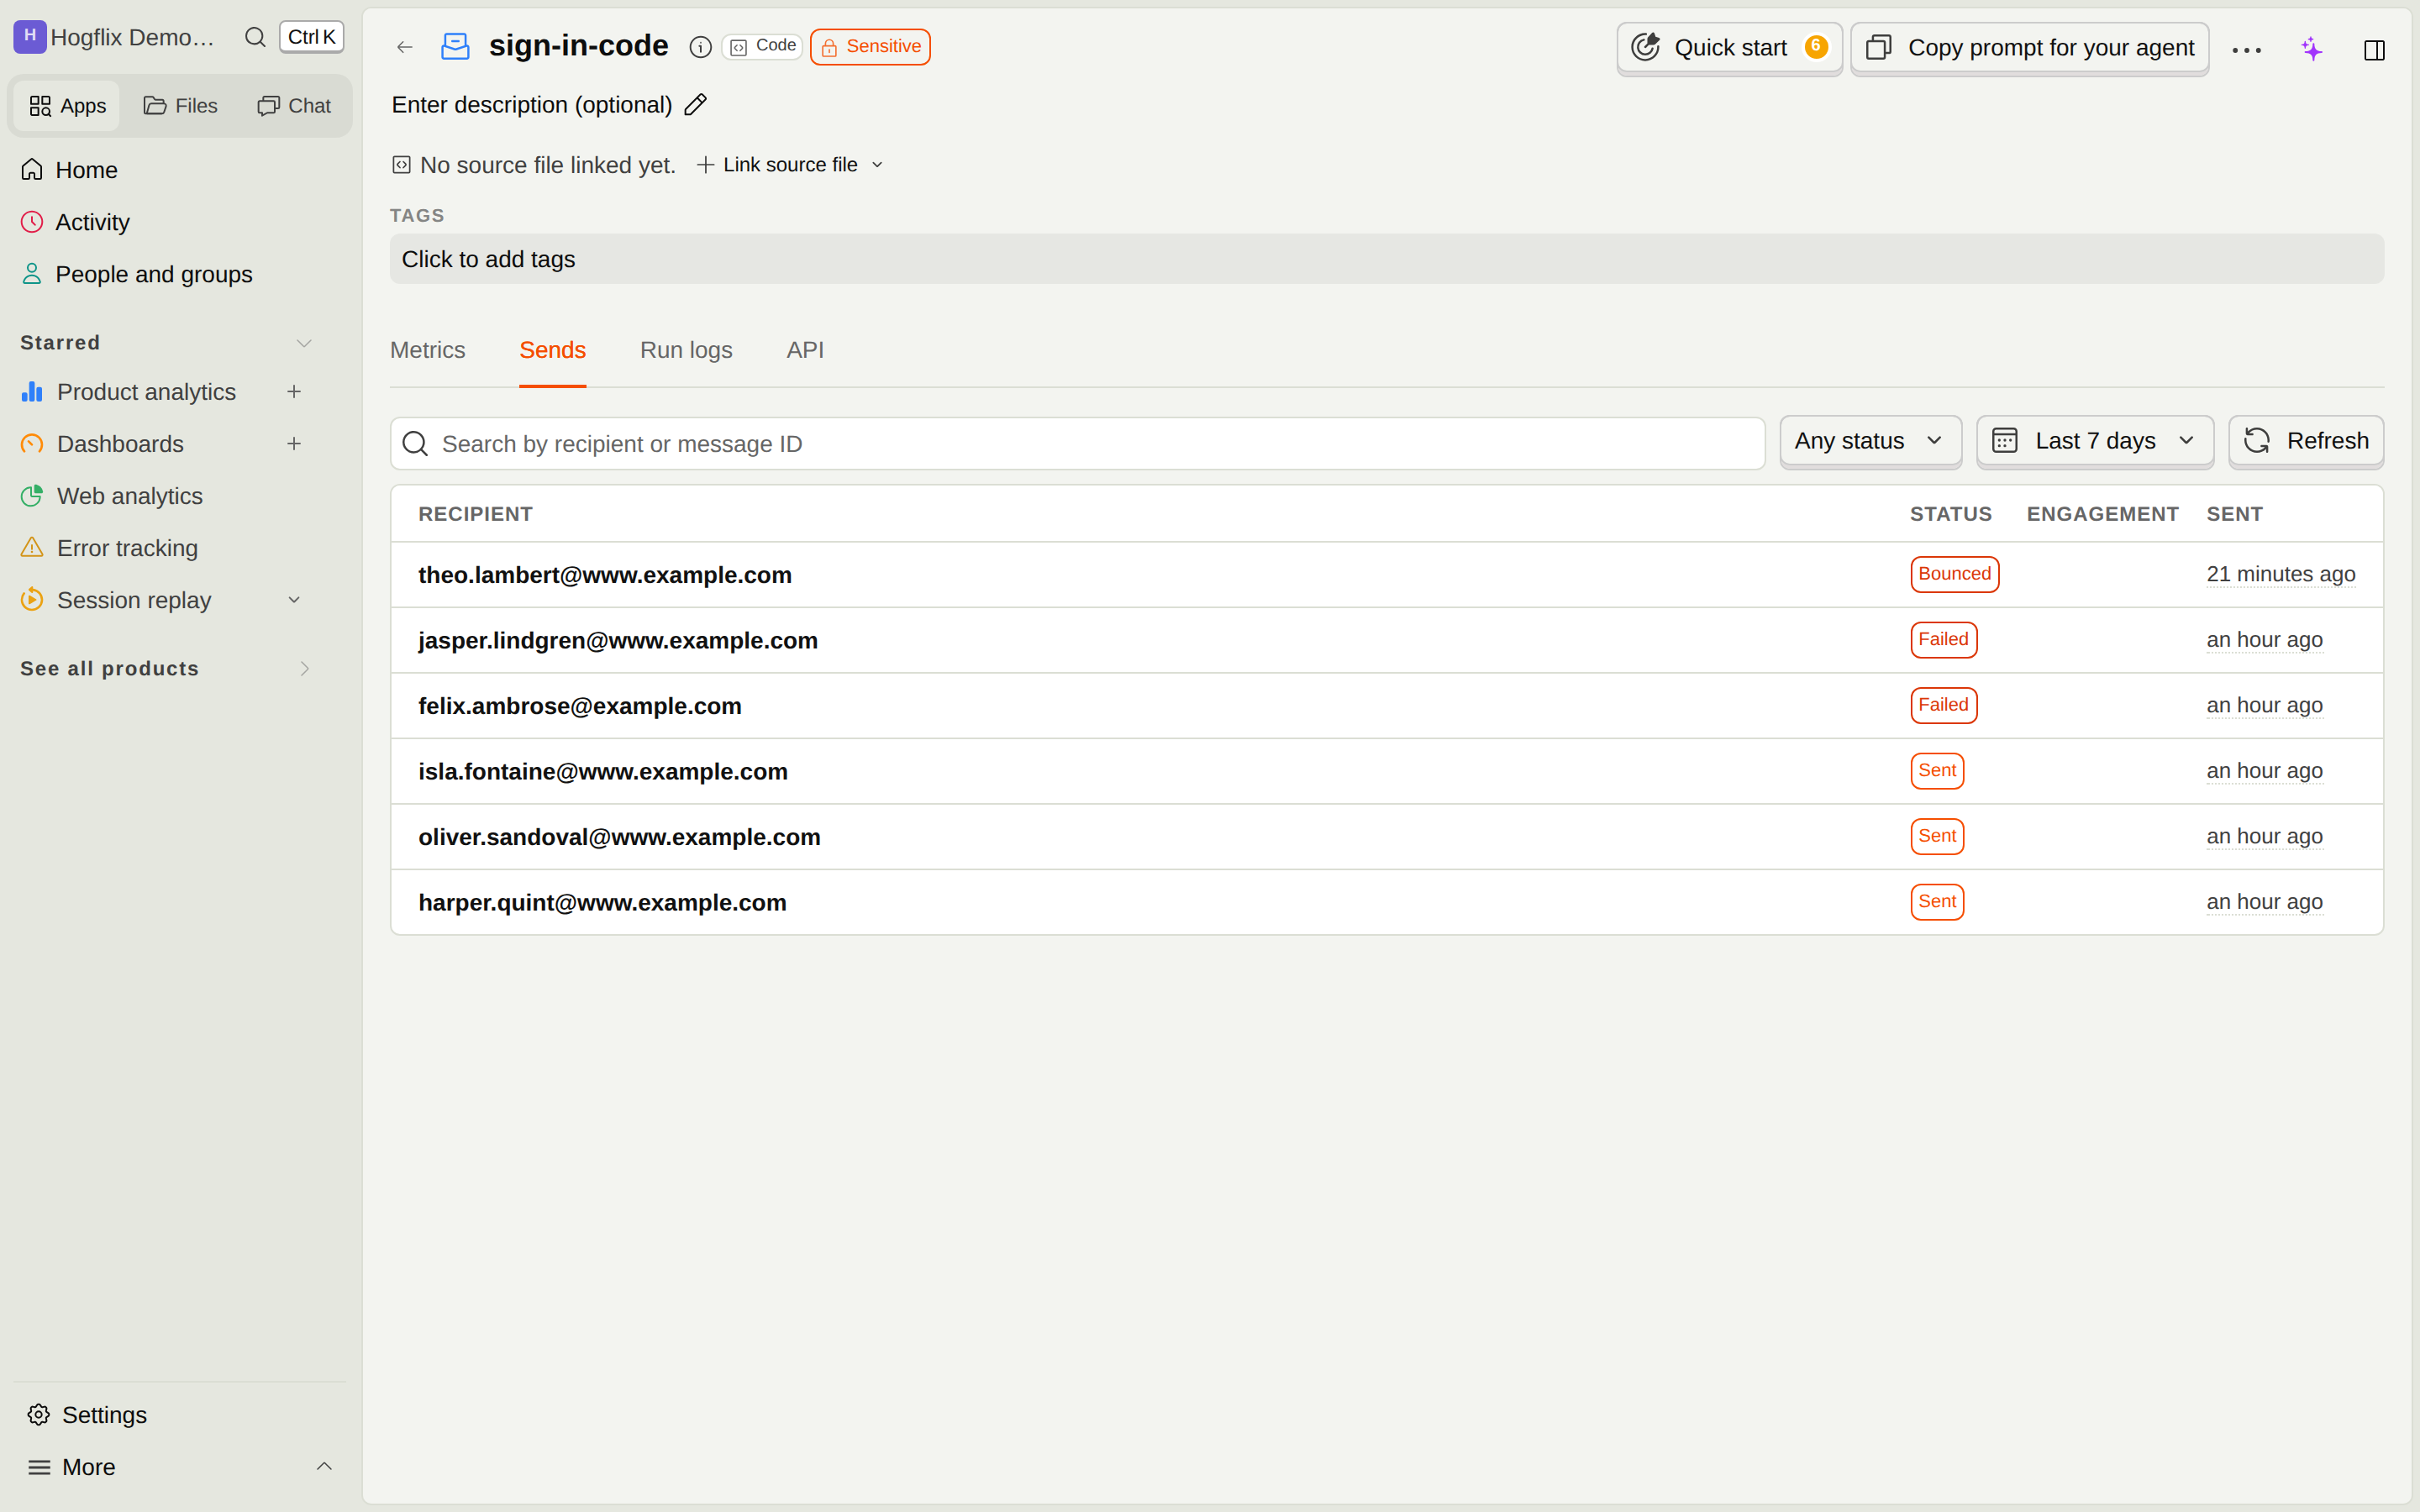 H Hogflix Demo… Ctrl K
Apps Files Chat
Home
Activity
People and groups
Starred
Product analytics
Dashboards
Web analytics
Error tracking
Session replay
See all products
Settings
More
sign-in-code Code Sensitive
Quick start 6 Copy prompt for your agent
Enter description (optional)
No source file linked yet. Link source file
TAGS
Click to add tags
Metrics Sends Run logs API
Search by recipient or message ID Any status Last 7 days Refresh
RECIPIENT STATUS ENGAGEMENT SENT
theo.lambert@www.example.com Bounced 21 minutes ago
jasper.lindgren@www.example.com Failed an hour ago
felix.ambrose@example.com Failed an hour ago
isla.fontaine@www.example.com Sent an hour ago
oliver.sandoval@www.example.com Sent an hour ago
harper.quint@www.example.com Sent an hour ago